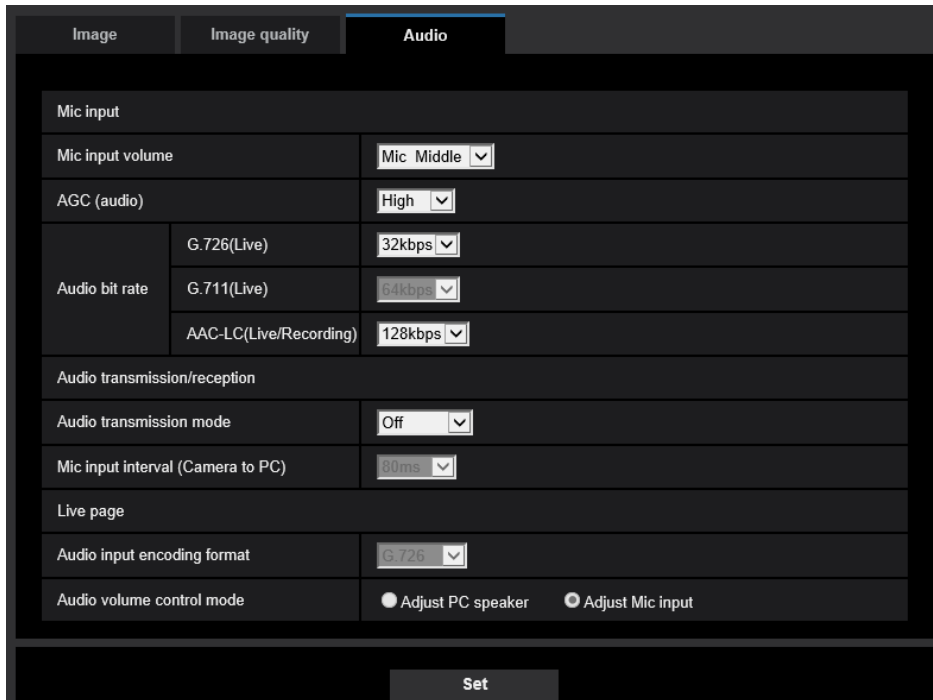 Image Image quality Audio
Mic input
Mic input volume Mic Middle
AGC (audio) High
Audio bit rate
G.726(Live) 32kbps
G.711(Live) 64kbps
AAC-LC(Live/Recording) 128kbps
Audio transmission/reception
Audio transmission mode Off
Mic input interval (Camera to PC) 80ms
Live page
Audio input encoding format G.726
Audio volume control mode Adjust PC speaker Adjust Mic input
Set